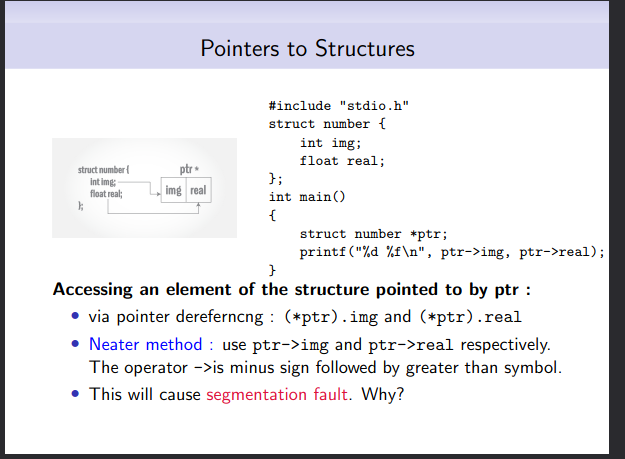 Pointers to Structures
struct number {
int img;
float real;
};
ptr *
img real
#include "stdio.h"
struct number {
    int img;
    float real;
};
int main()
{
    struct number *ptr;
    printf("%d %f\n", ptr->img, ptr->real);
}
Accessing an element of the structure pointed to by ptr :
• via pointer dereferncng : (*ptr).img and (*ptr).real
• Neater method : use ptr->img and ptr->real respectively.
The operator ->is minus sign followed by greater than symbol.
• This will cause segmentation fault. Why?